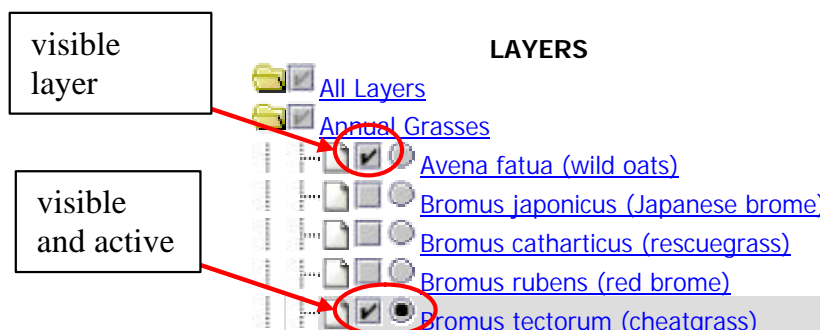 visible
layer
LAYERS
All Layers
Annual Grasses
Avena fatua (wild oats)
visible
and active
Bromus japonicus (Japanese brome)
Bromus catharticus (rescuegrass)
Bromus rubens (red brome)
Bromus tectorum (cheatgrass)